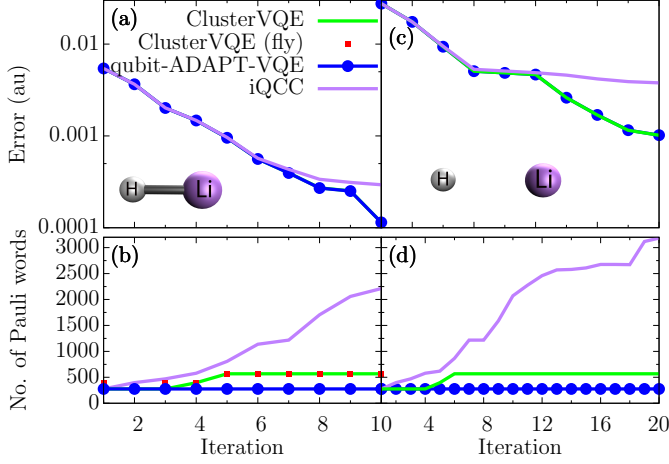 (a)
ClusterVQE
ClusterVQE (fly)
qubit-ADAPT-VQE
iQCC
(c)
0.01
0.001
0.0001
Error (au)
H Li
H Li
(b)
(d)
3000
2500
2000
1500
1000
500
0
No. of Pauli words
2 4 6 8 10
4 8 12 16 20
Iteration
Iteration